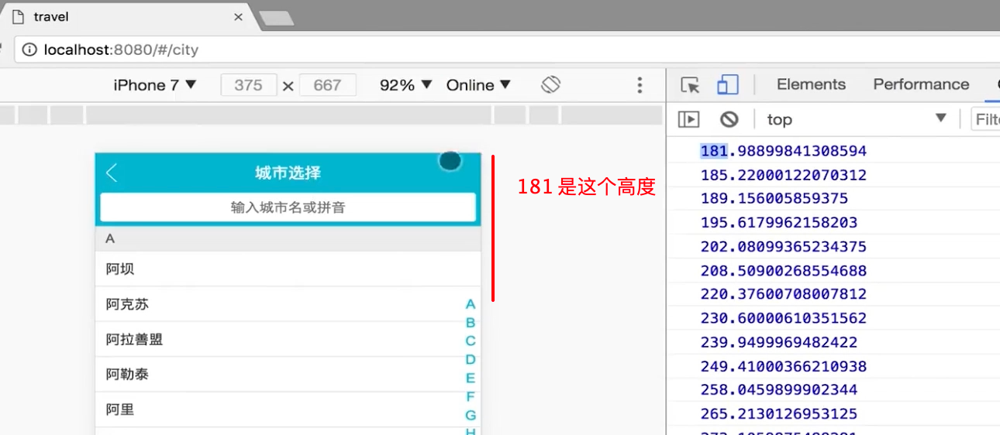 travel
localhost:8080/#/city
iPhone 7 ▼ 375 × 667 92% ▼ Online ▼
Elements Performance
top ▼
城市选择
输入城市名或拼音
A
阿坝
阿克苏
阿拉善盟
阿勒泰
阿里
A
B
C
D
E
F
G
H
181 是这个高度
181.98899841308594
185.22000122070312
189.156005859375
195.6179962158203
202.08099365234375
208.50900268554688
220.37600708007812
230.60000610351562
239.9499969482422
249.41000366210938
258.0459899902344
265.2130126953125